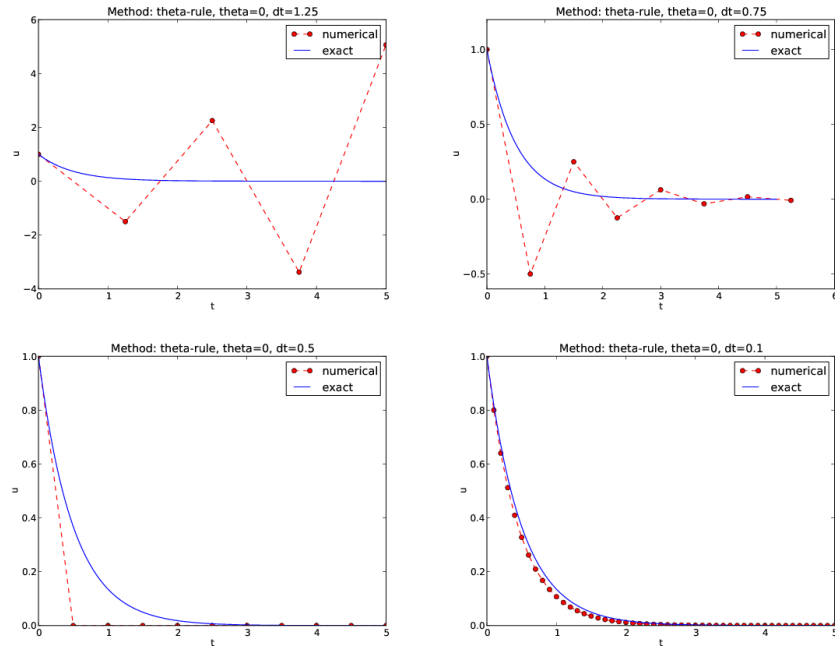 Method: theta-rule, theta=0, dt=1.25
6
4
2
0
−2
−4
u
0 1 2 3 4 5
t
numerical
exact
Method: theta-rule, theta=0, dt=0.75
1.0
0.5
0.0
−0.5
u
0 1 2 3 4 5 6
t
numerical
exact
Method: theta-rule, theta=0, dt=0.5
1.0
0.8
0.6
0.4
0.2
0.0
u
0 1 2 3 4 5
t
numerical
exact
Method: theta-rule, theta=0, dt=0.1
1.0
0.8
0.6
0.4
0.2
0.0
u
0 1 2 3 4 5
t
numerical
exact